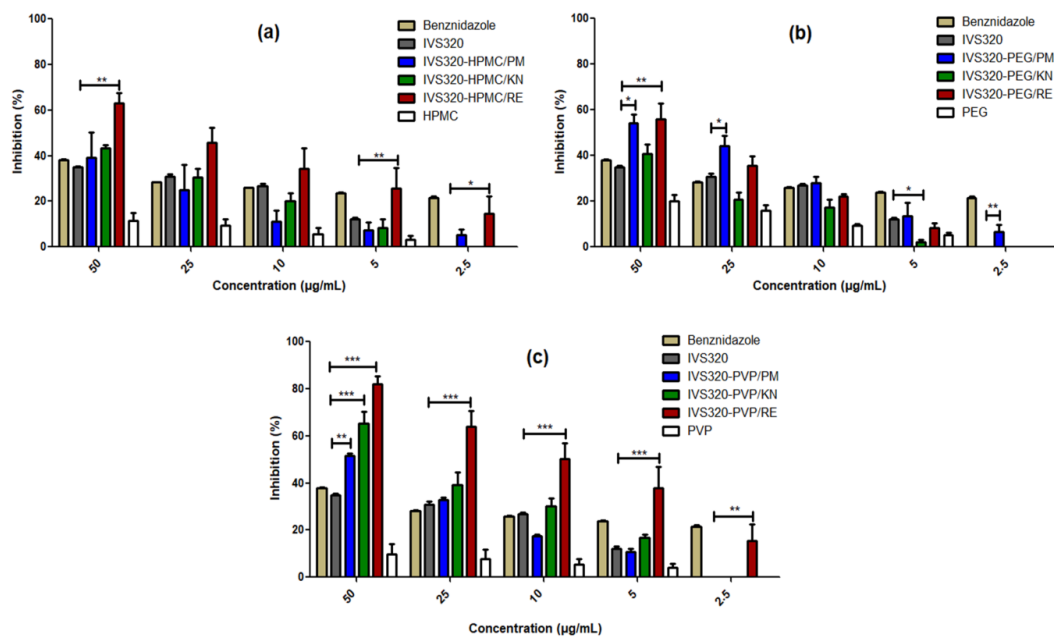 (a)
Benznidazole
IVS320
IVS320-HPMC/PM
IVS320-HPMC/KN
IVS320-HPMC/RE
HPMC
Inhibition (%)
100
80
60
40
20
0
**
**
*
50
25
10
5
2.5
Concentration (µg/mL)
(b)
Benznidazole
IVS320
IVS320-PEG/PM
IVS320-PEG/KN
IVS320-PEG/RE
PEG
Inhibition (%)
100
80
60
40
20
0
**
*
*
*
**
50
25
10
5
2.5
Concentration (µg/mL)
(c)
Benznidazole
IVS320
IVS320-PVP/PM
IVS320-PVP/KN
IVS320-PVP/RE
PVP
Inhibition (%)
100
80
60
40
20
0
***
***
**
***
***
***
**
50
25
10
5
2.5
Concentration (µg/mL)